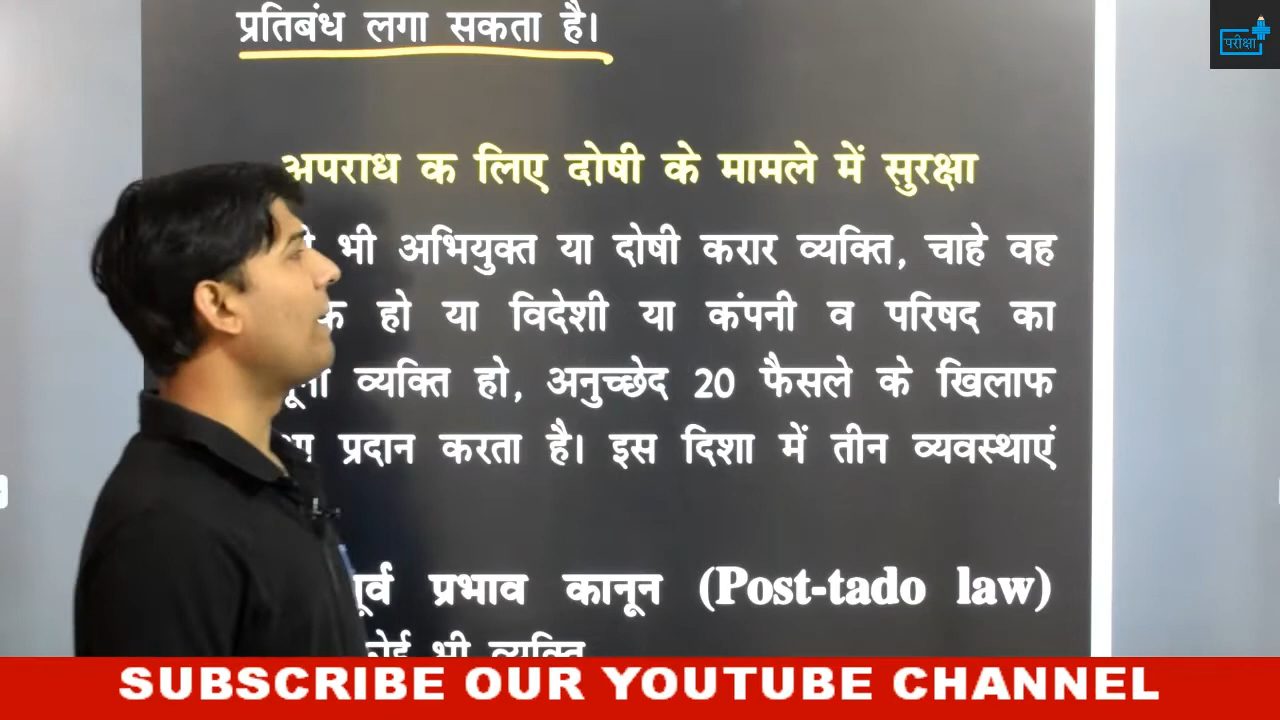 प्रतिबंध लगा सकता है।
परीक्षा
अपराध क लिए दोषी के मामले में सुरक्षा
भी अभियुक्त या दोषी करार व्यक्ति, चाहे वह
हो या विदेशी या कंपनी व परिषद का
व्यक्ति हो, अनुच्छेद 20 फैसले के खिलाफ
प्रदान करता है। इस दिशा में तीन व्यवस्थाएं
प्रभाव कानून (Post-tado law)
कोई भी व्यक्ति
SUBSCRIBE OUR YOUTUBE CHANNEL